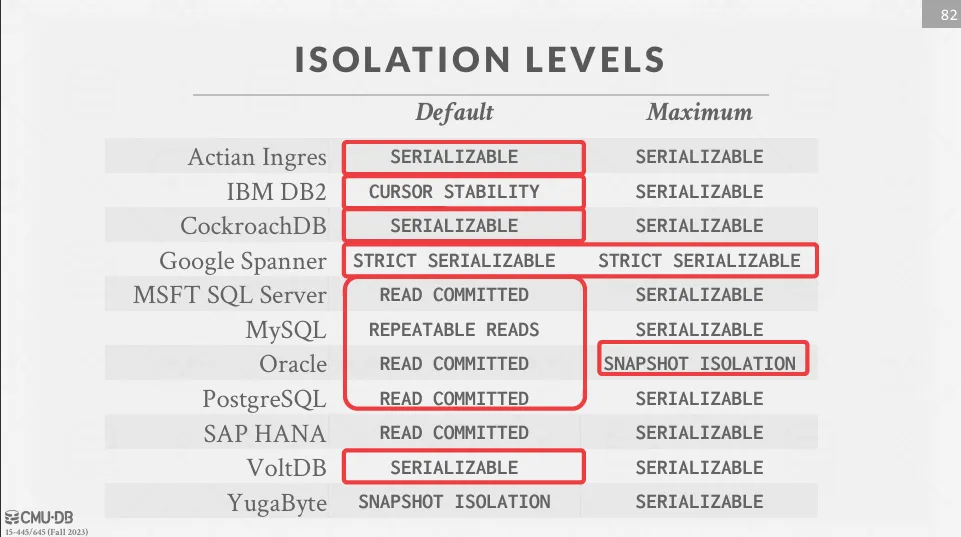 82
ISOLATION LEVELS
Default Maximum
Actian Ingres SERIALIZABLE SERIALIZABLE
IBM DB2 CURSOR STABILITY SERIALIZABLE
CockroachDB SERIALIZABLE SERIALIZABLE
Google Spanner STRICT SERIALIZABLE STRICT SERIALIZABLE
MSFT SQL Server READ COMMITTED SERIALIZABLE
MySQL REPEATABLE READS SERIALIZABLE
Oracle READ COMMITTED SNAPSHOT ISOLATION
PostgreSQL READ COMMITTED SERIALIZABLE
SAP HANA READ COMMITTED SERIALIZABLE
VoltDB SERIALIZABLE SERIALIZABLE
YugaByte SNAPSHOT ISOLATION SERIALIZABLE
CMU·DB
15-445/645 (Fall 2023)